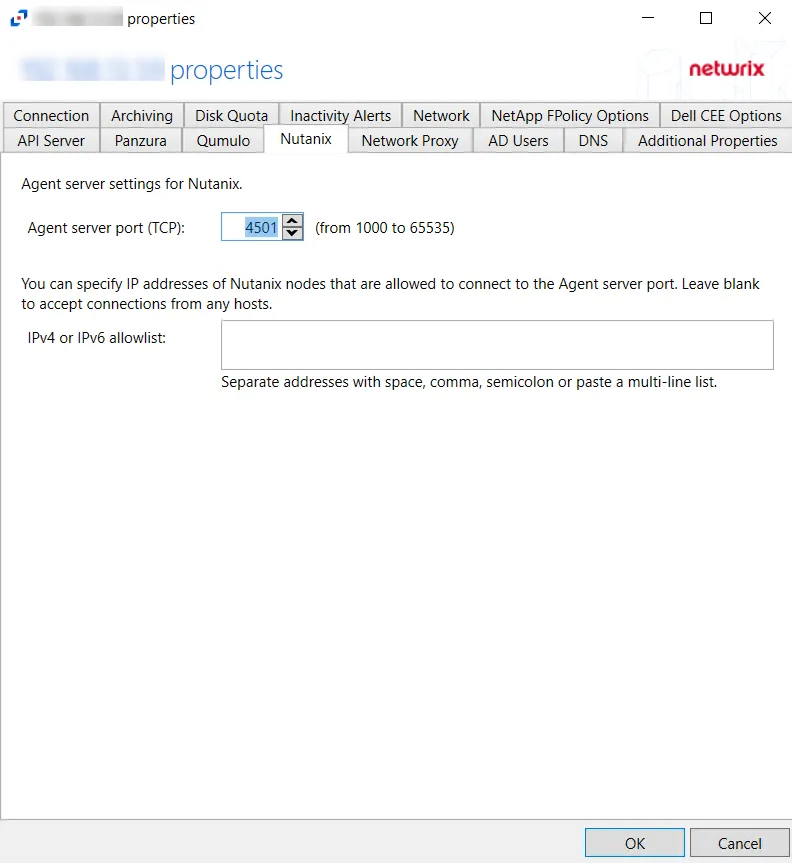 properties
properties
netwrix
Connection Archiving Disk Quota Inactivity Alerts Network NetApp FPolicy Options Dell CEE Options
API Server Panzura Qumulo Nutanix Network Proxy AD Users DNS Additional Properties
Agent server settings for Nutanix.
Agent server port (TCP): 4501 (from 1000 to 65535)
You can specify IP addresses of Nutanix nodes that are allowed to connect to the Agent server port. Leave blank
to accept connections from any hosts.
IPv4 or IPv6 allowlist:
Separate addresses with space, comma, semicolon or paste a multi-line list.
OK Cancel